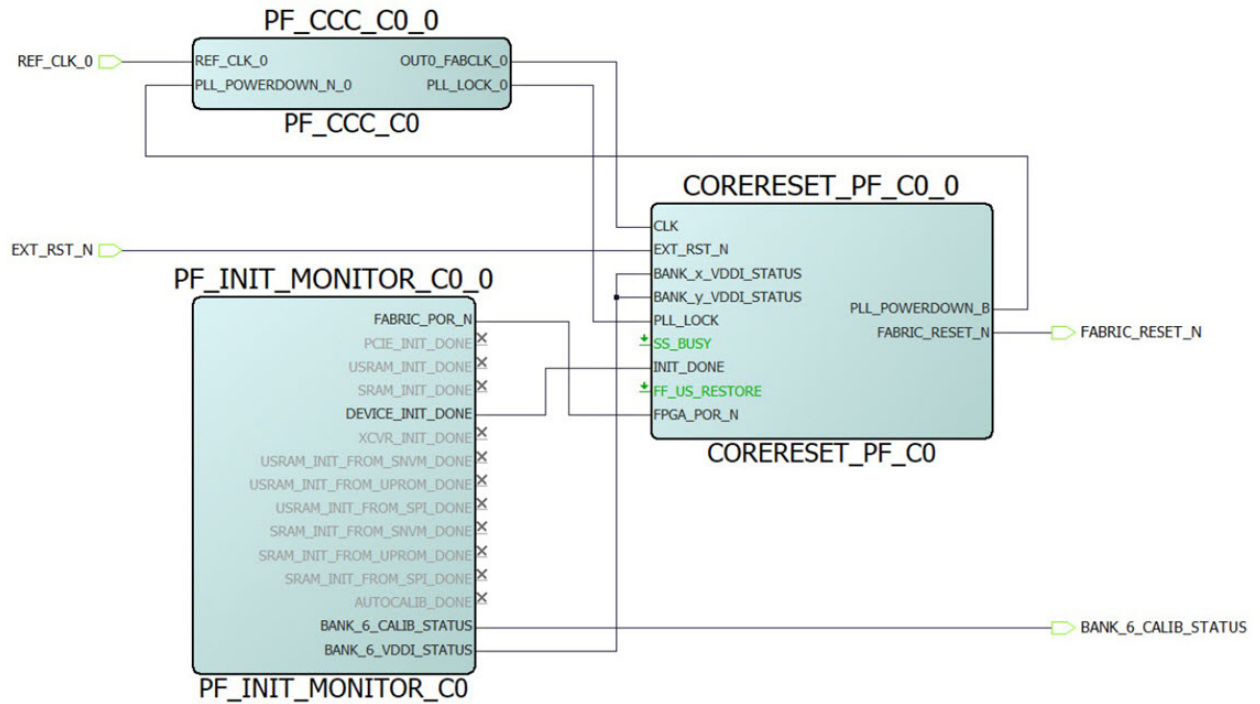 PF_CCC_C0_0
REF_CLK_0
REF_CLK_0
OUT0_FABCLK_0
PLL_POWERDOWN_N_0
PLL_LOCK_0
PF_CCC_C0
CORERESET_PF_C0_0
CLK
EXT_RST_N
EXT_RST_N
BANK_x_VDDI_STATUS
BANK_y_VDDI_STATUS
PLL_LOCK
SS_BUSY
INIT_DONE
FF_US_RESTORE
FPGA_POR_N
PLL_POWERDOWN_B
FABRIC_RESET_N
FABRIC_RESET_N
CORERESET_PF_C0
PF_INIT_MONITOR_C0_0
FABRIC_POR_N
PCIE_INIT_DONE
USRAM_INIT_DONE
SRAM_INIT_DONE
DEVICE_INIT_DONE
XCVR_INIT_DONE
USRAM_INIT_FROM_SNVM_DONE
USRAM_INIT_FROM_UPROM_DONE
USRAM_INIT_FROM_SPI_DONE
SRAM_INIT_FROM_SNVM_DONE
SRAM_INIT_FROM_UPROM_DONE
SRAM_INIT_FROM_SPI_DONE
AUTOCALIB_DONE
BANK_6_CALIB_STATUS
BANK_6_CALIB_STATUS
BANK_6_VDDI_STATUS
PF_INIT_MONITOR_C0